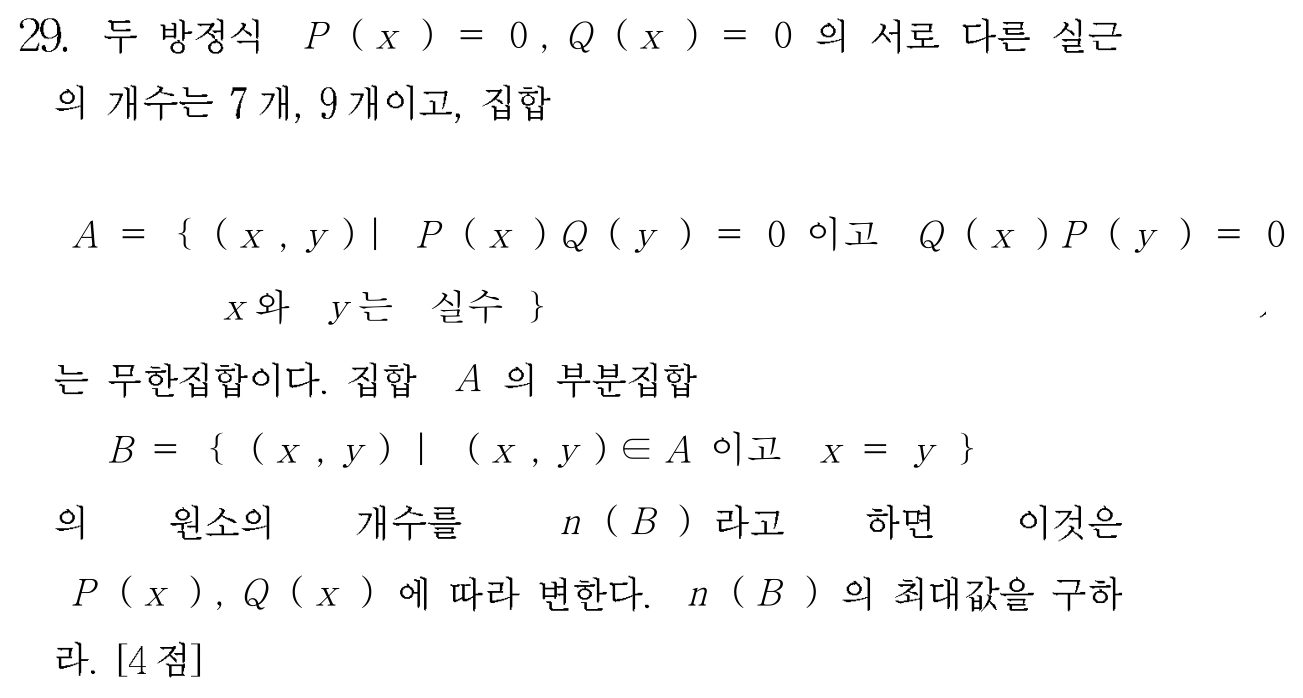 29. 두 방정식 P ( x ) = 0 , Q ( x ) = 0 의 서로 다른 실근
의 개수는 7 개, 9 개이고, 집합
A = { ( x , y ) | P ( x ) Q ( y ) = 0 이고 Q ( x ) P ( y ) = 0
x 와 y 는 실수 }
는 무한집합이다. 집합 A 의 부분집합
B = { ( x , y ) | ( x , y ) ∈ A 이고 x = y }
의 원소의 개수를 n ( B ) 라고 하면 이것은
P ( x ) , Q ( x ) 에 따라 변한다. n ( B ) 의 최대값을 구하
라. [4 점]